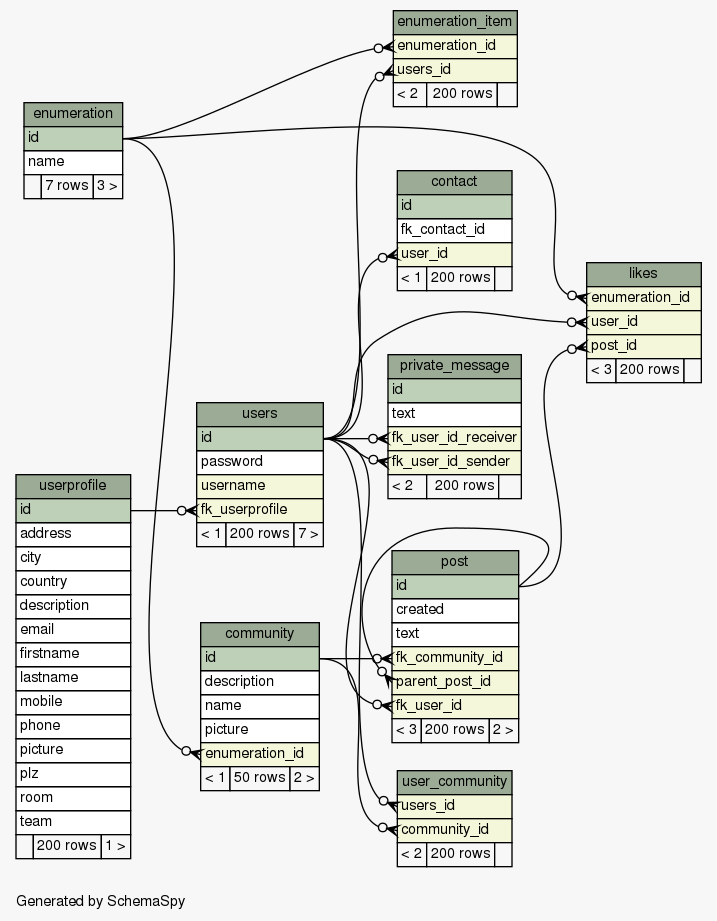 enumeration_item
enumeration_id
users_id
< 2 200 rows
enumeration
id
name
7 rows 3 >
contact
id
fk_contact_id
user_id
< 1 200 rows
likes
enumeration_id
user_id
post_id
< 3 200 rows
private_message
id
text
fk_user_id_receiver
fk_user_id_sender
< 2 200 rows
users
id
password
username
fk_userprofile
< 1 200 rows 7 >
userprofile
id
address
city
country
description
email
firstname
lastname
mobile
phone
picture
plz
room
team
200 rows 1 >
post
id
created
text
fk_community_id
parent_post_id
fk_user_id
< 3 200 rows 2 >
community
id
description
name
picture
enumeration_id
< 1 50 rows 2 >
user_community
users_id
community_id
< 2 200 rows
Generated by SchemaSpy